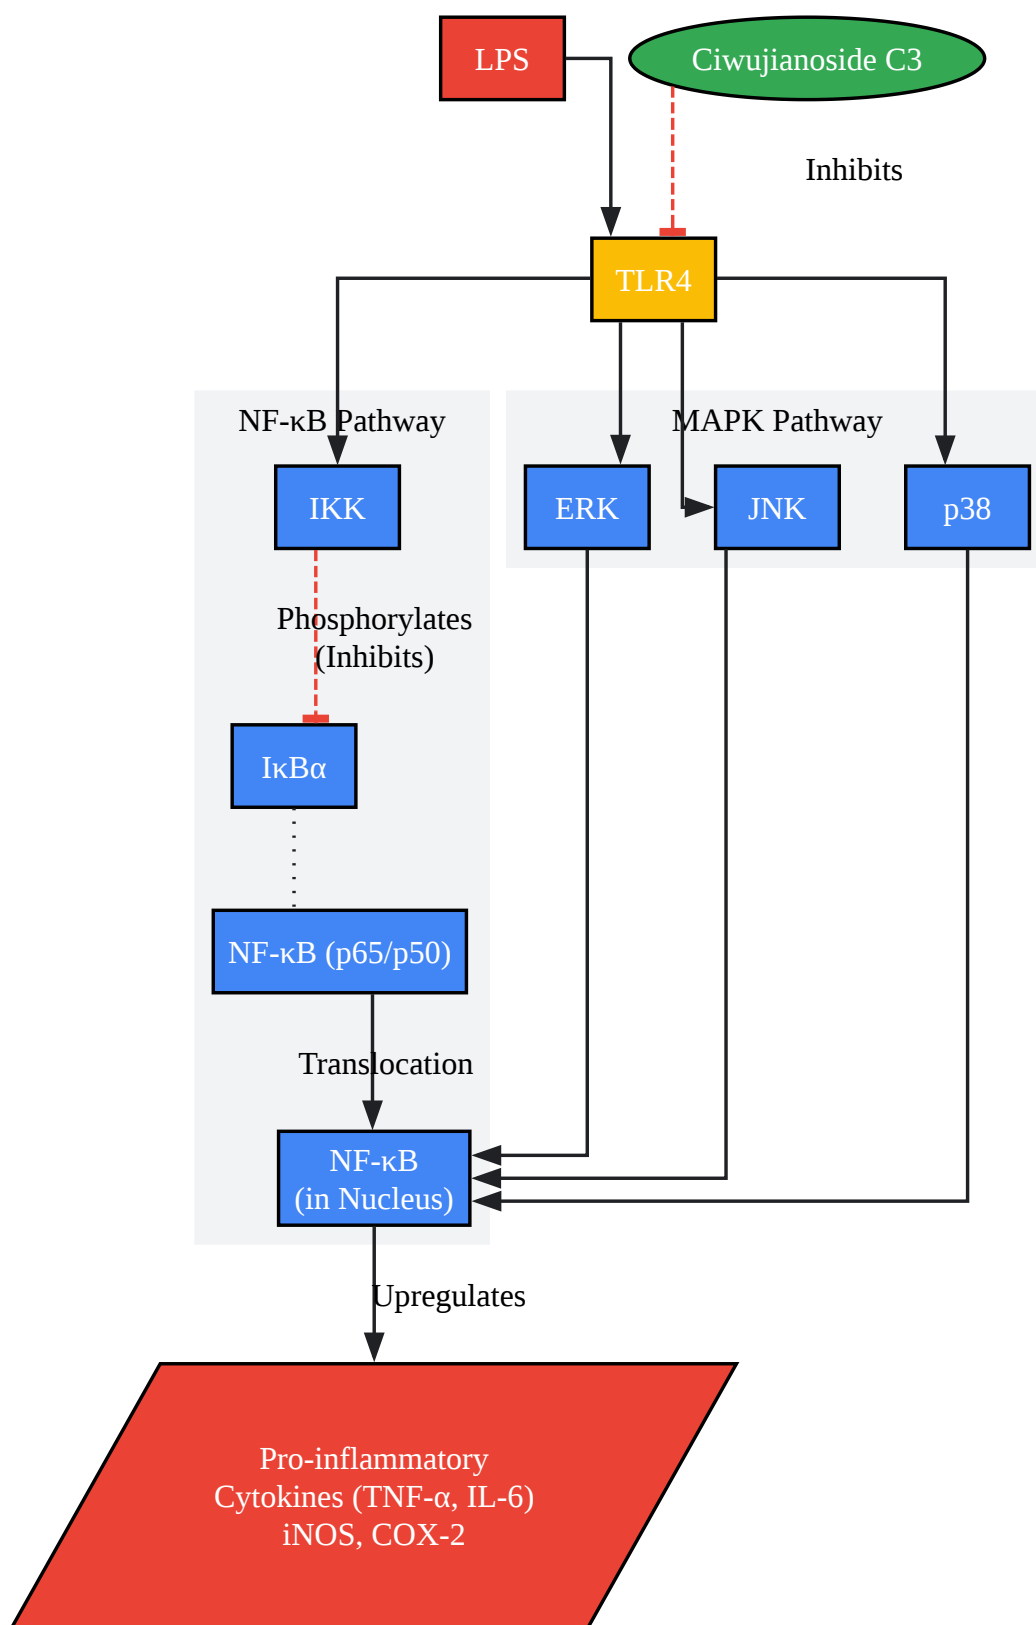 LPS
Ciwujianoside C3
Inhibits
TLR4
NF-κB Pathway
MAPK Pathway
IKK
ERK
JNK
p38
Phosphorylates
(Inhibits)
IκBα
NF-κB (p65/p50)
Translocation
NF-κB
(in Nucleus)
Upregulates
Pro-inflammatory
Cytokines (TNF-α, IL-6)
iNOS, COX-2